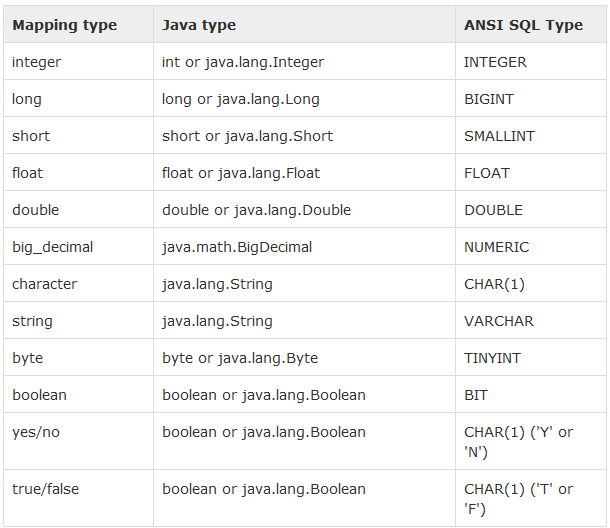 Mapping type Java type ANSI SQL Type
integer int or java.lang.Integer INTEGER
long long or java.lang.Long BIGINT
short short or java.lang.Short SMALLINT
float float or java.lang.Float FLOAT
double double or java.lang.Double DOUBLE
big_decimal java.math.BigDecimal NUMERIC
character java.lang.String CHAR(1)
string java.lang.String VARCHAR
byte byte or java.lang.Byte TINYINT
boolean boolean or java.lang.Boolean BIT
yes/no boolean or java.lang.Boolean CHAR(1) ('Y' or
'N')
true/false boolean or java.lang.Boolean CHAR(1) ('T' or
'F')